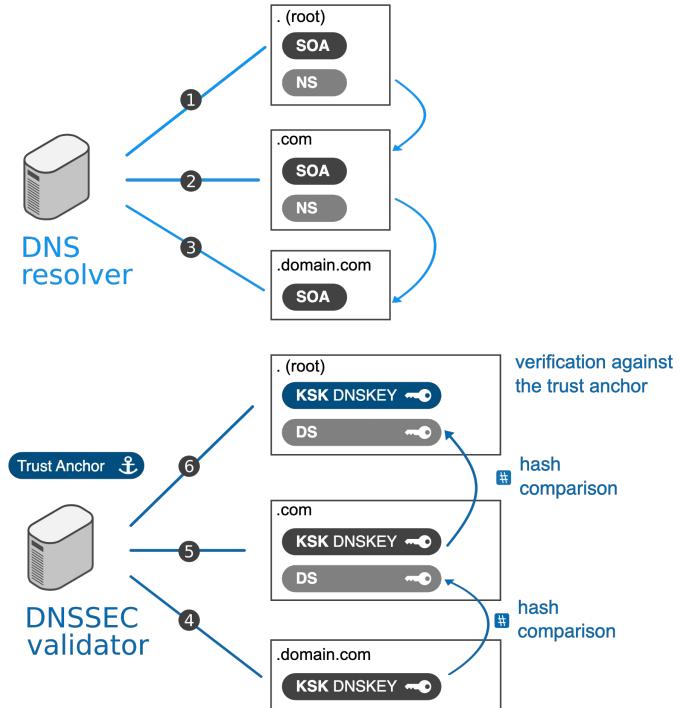 . (root)
SOA
NS
1
.com
SOA
NS
2
3
DNS
resolver
.domain.com
SOA
. (root)
verification against
the trust anchor
KSK DNSKEY
DS
Trust Anchor
6
# hash
comparison
.com
KSK DNSKEY
5
DS
DNSSEC
validator
4
# hash
comparison
.domain.com
KSK DNSKEY